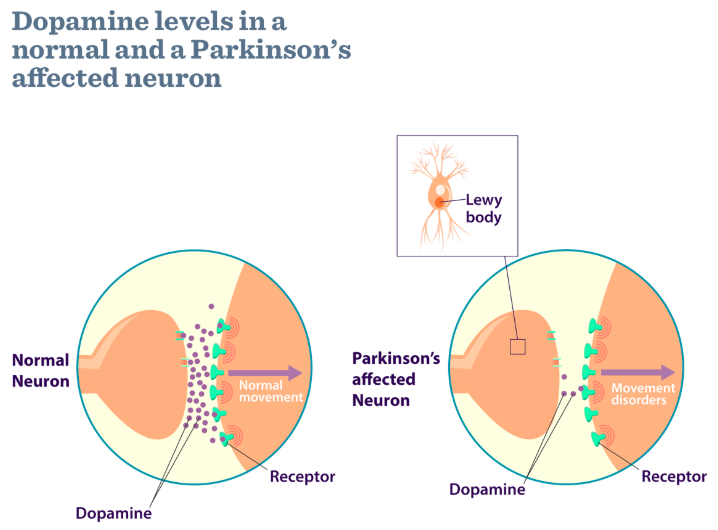 Dopamine levels in a
normal and a Parkinson's
affected neuron
Lewy
body
Normal
Neuron
Normal
movement
Receptor
Dopamine
Parkinson's
affected
Neuron
Movement
disorders
Receptor
Dopamine